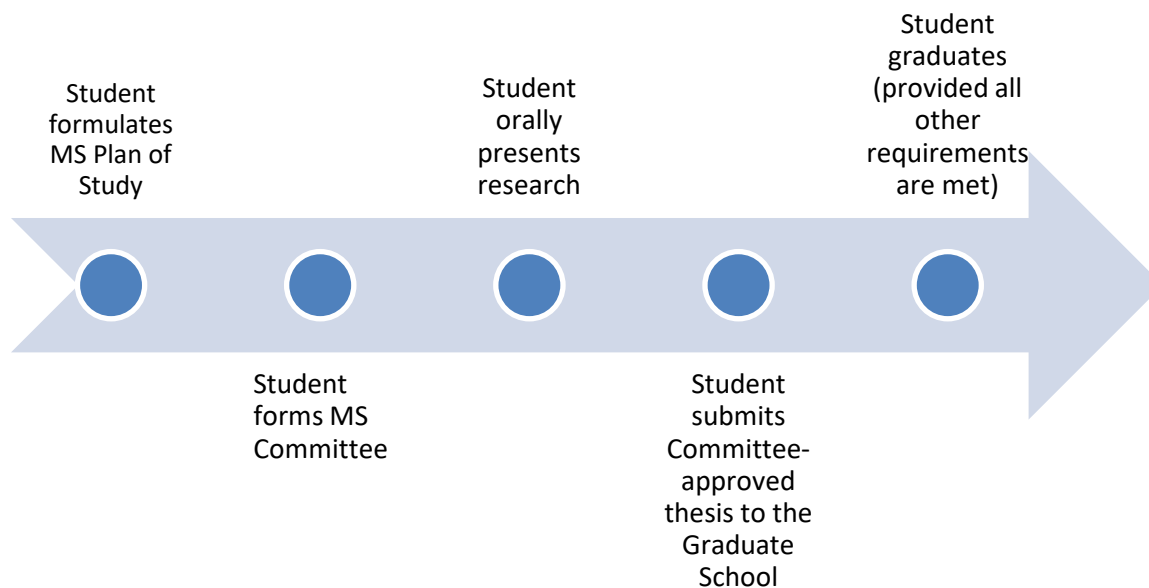 Student
formulates
MS Plan of
Study
Student
forms MS
Committee
Student
orally
presents
research
Student
submits
Committee-
approved
thesis to the
Graduate
School
Student
graduates
(provided all
other
requirements
are met)